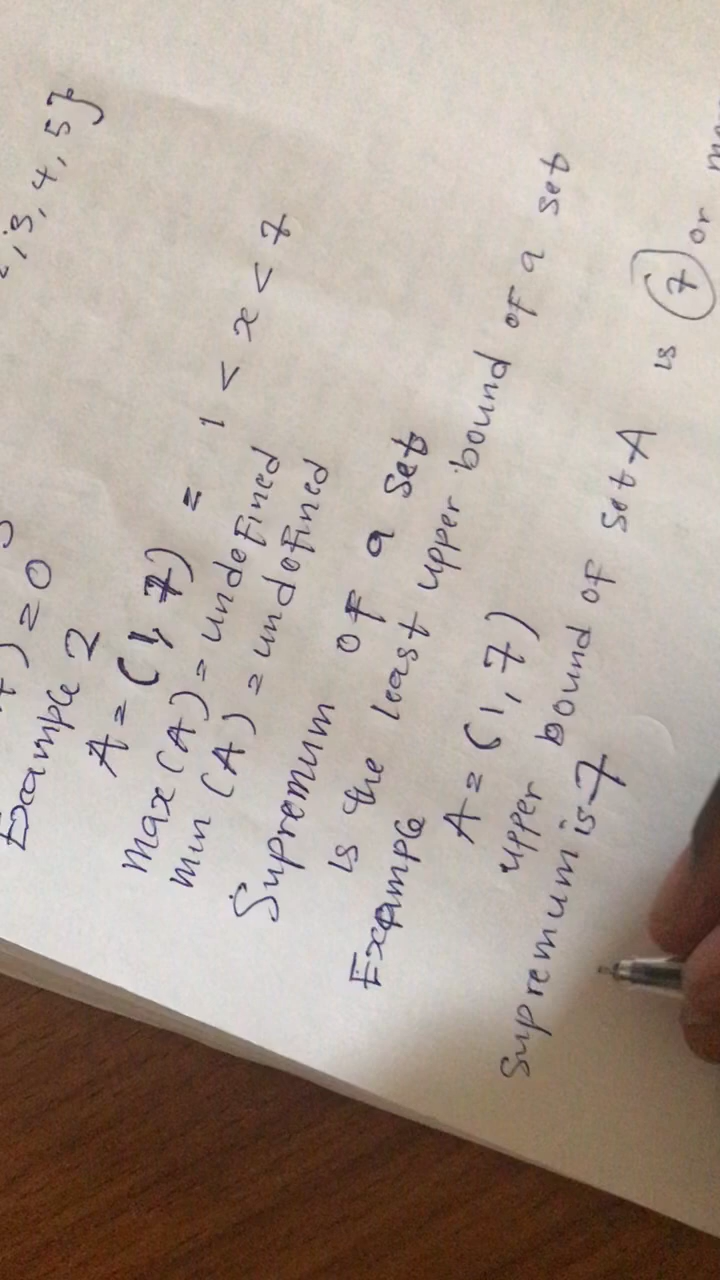 , 3, 4, 5}
) = 0
Example 2
A = (1, 7) = 1 < x < 7
max (A) = undefined
min (A) = undefined
Supremum of a set
is the least upper bound of a set
Example
A = (1, 7)
upper bound of set A is 7 or
Supremum is 7